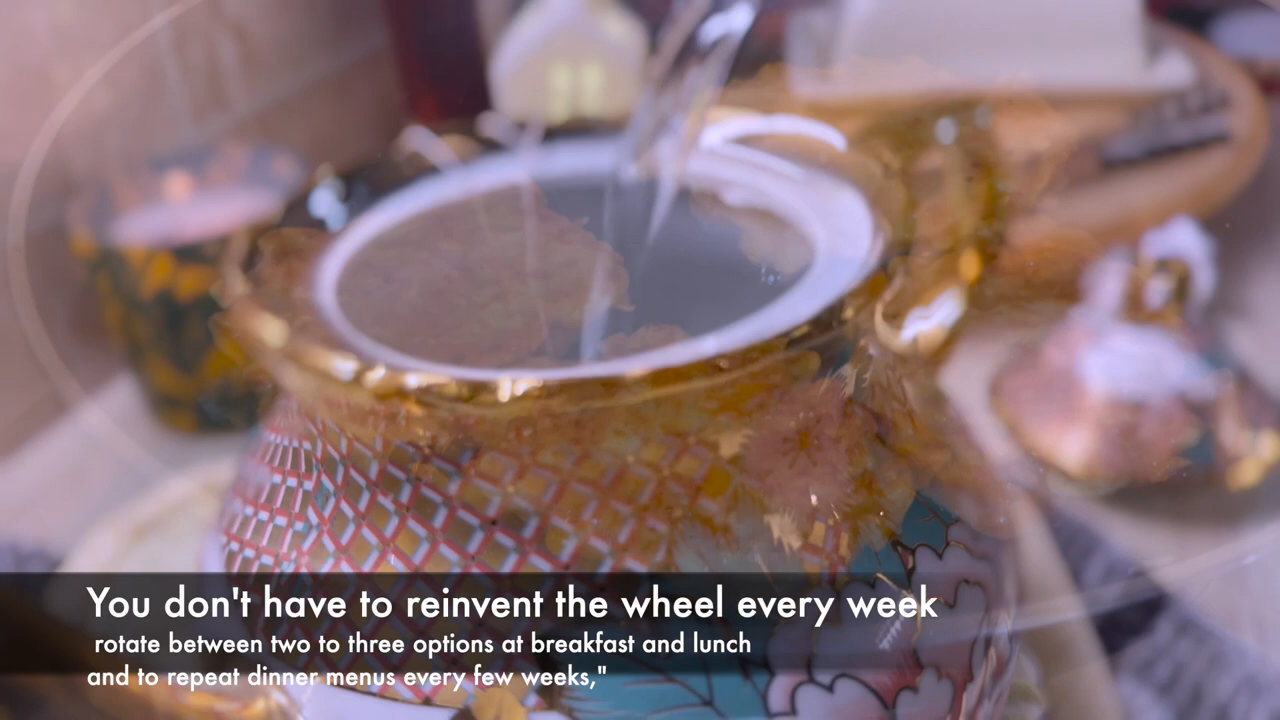 You don't have to reinvent the wheel every week
rotate between two to three options at breakfast and lunch
and to repeat dinner menus every few weeks,"